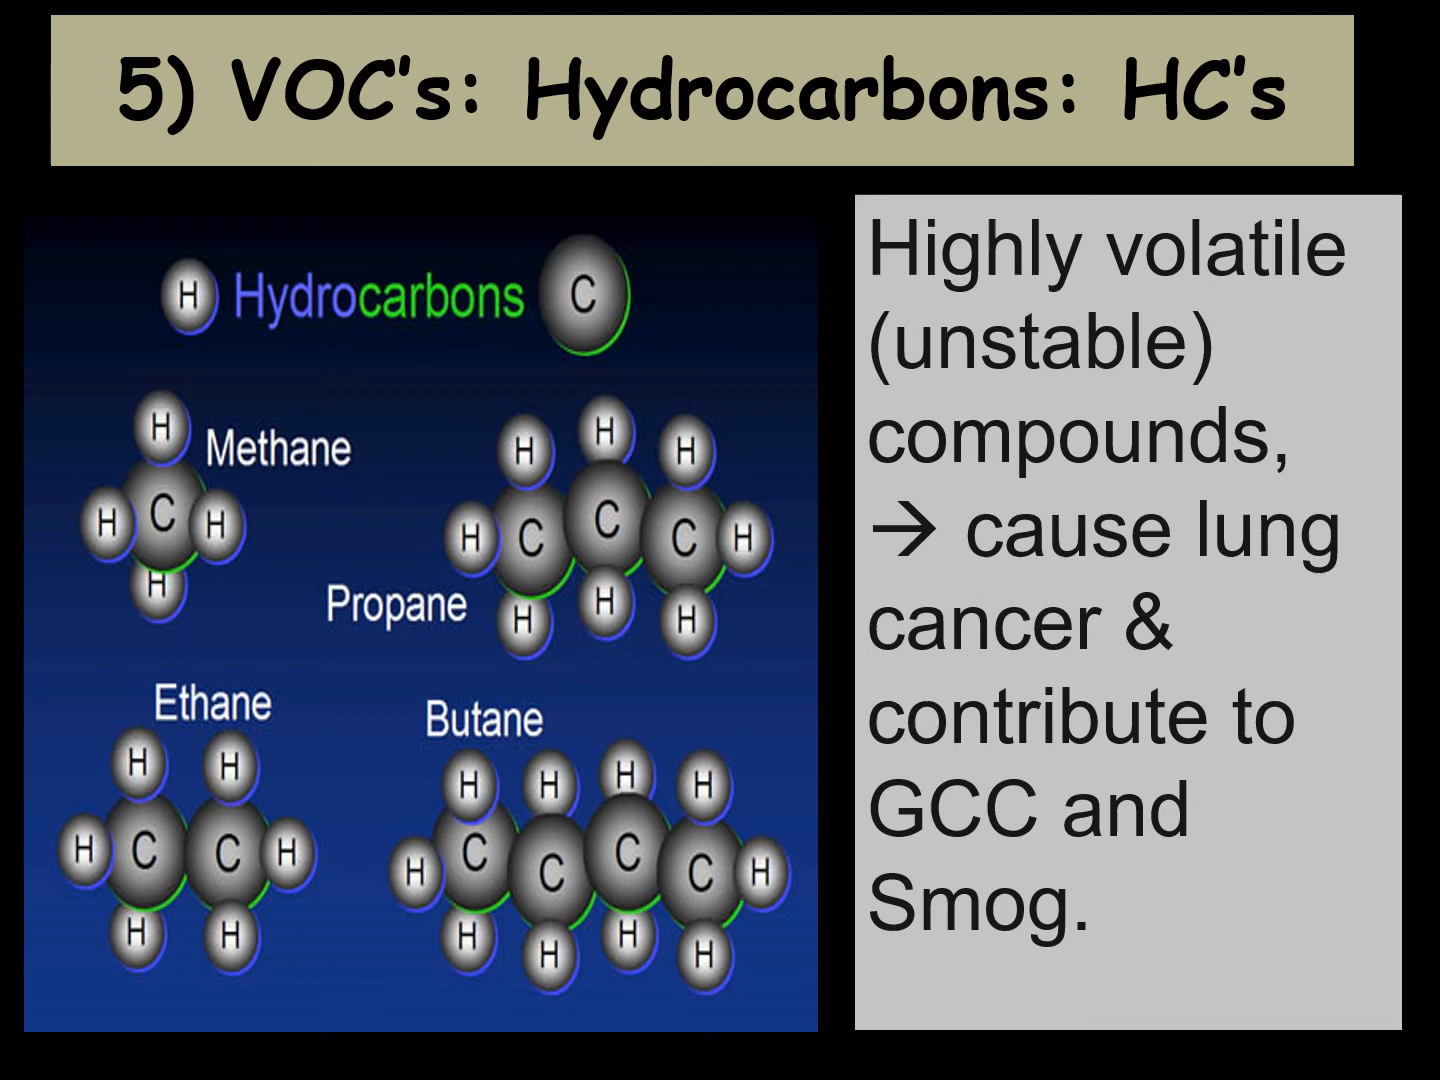 5) VOC's: Hydrocarbons: HC's
H Hydrocarbons C
H
Methane
H C H
H
H H H
H C C C H
H H H
Propane
Ethane
H H
H C C H
H H
Butane
H H H H
H C C C C H
H H H H
Highly volatile
(unstable)
compounds,
→ cause lung
cancer &
contribute to
GCC and
Smog.